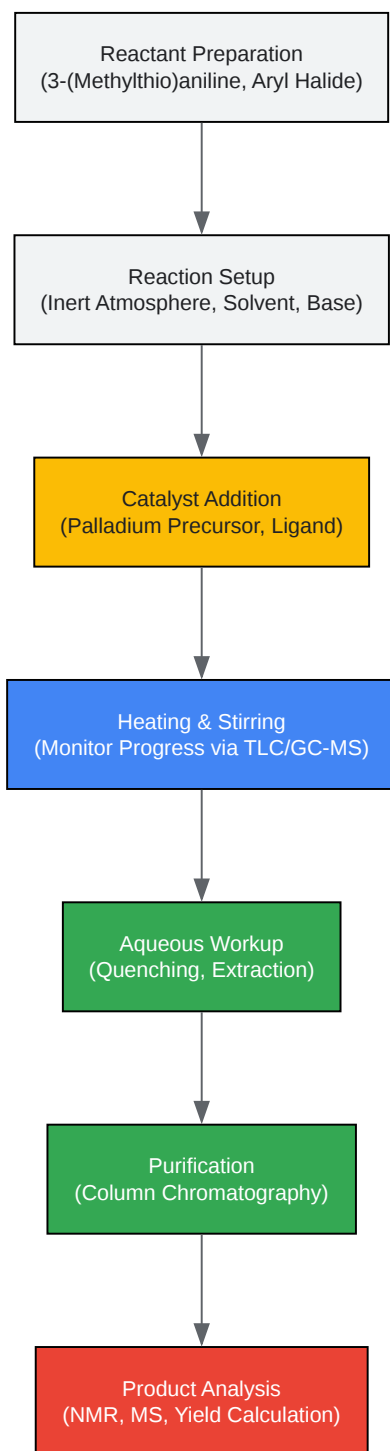 Reactant Preparation
(3-(Methylthio)aniline, Aryl Halide)
Reaction Setup
(Inert Atmosphere, Solvent, Base)
Catalyst Addition
(Palladium Precursor, Ligand)
Heating & Stirring
(Monitor Progress via TLC/GC-MS)
Aqueous Workup
(Quenching, Extraction)
Purification
(Column Chromatography)
Product Analysis
(NMR, MS, Yield Calculation)